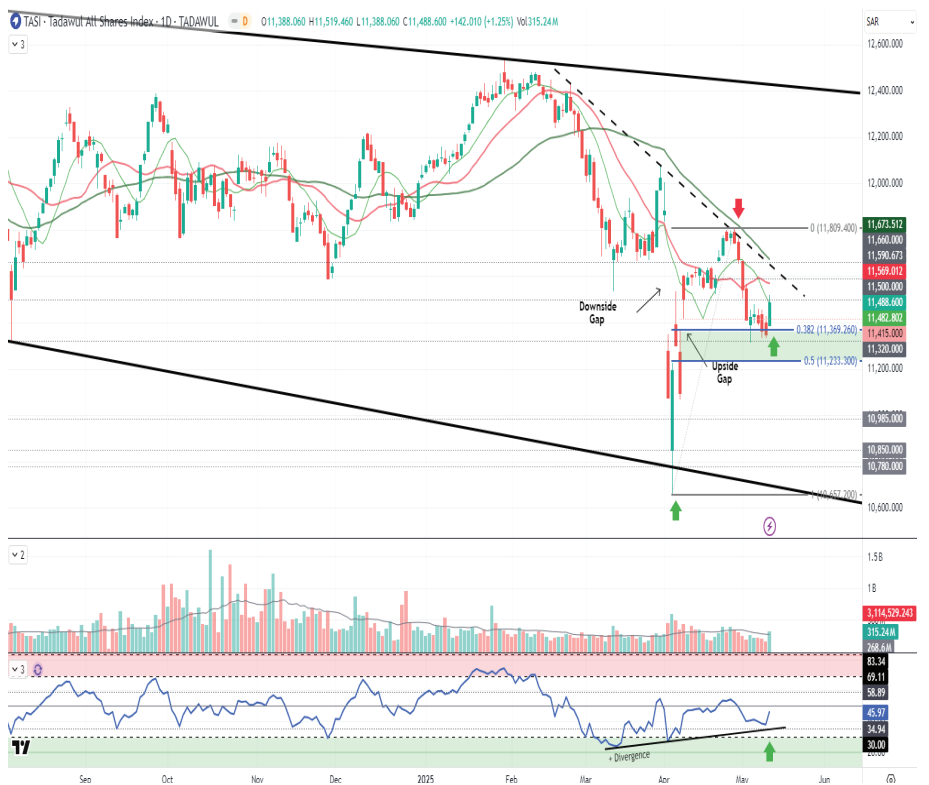 TASI · Tadawul All Shares Index · 1D · TADAWUL D O11,388.060 H11,519.460 L11,388.060 C11,488.600 +142.010 (+1.25%) Vol315.24M
SAR
3
12,600.000
12,400.000
12,200.000
12,000.000
0 (11,809.400)
11,673.512
11,660.000
11,590.673
11,569.012
11,500.000
11,488.600
11,482.802
11,415.000
11,320.000
Downside
Gap
0.382 (11,369.260)
0.5 (11,233.300)
11,200.000
Upside
Gap
10,985.000
10,850.000
10,780.000
1 (10,657.200)
10,600.000
2
1.5B
1B
3,114,529.243
315.24M
268.6M
3
83.34
69.11
58.89
45.97
34.94
30.00
+ Divergence
Sep Oct Nov Dec 2025 Feb Mar Apr May Jun